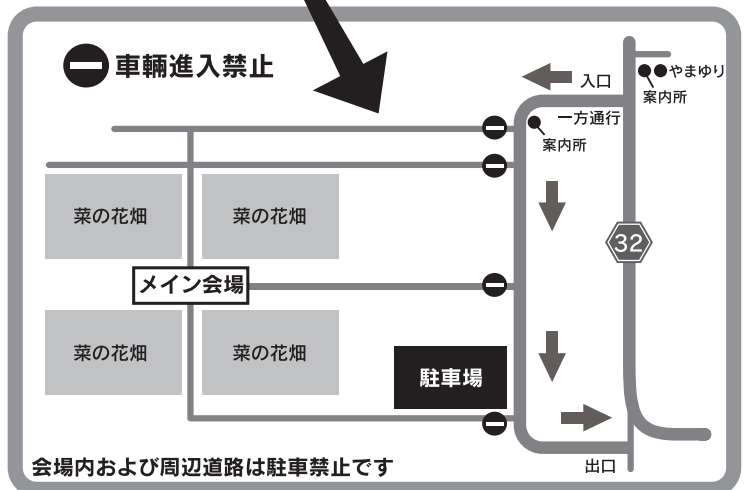 車輛進入禁止
入口
やまゆり
案内所
一方通行
案内所
菜の花畑
菜の花畑
32
メイン会場
菜の花畑
菜の花畑
駐車場
会場内および周辺道路は駐車禁止です
出口